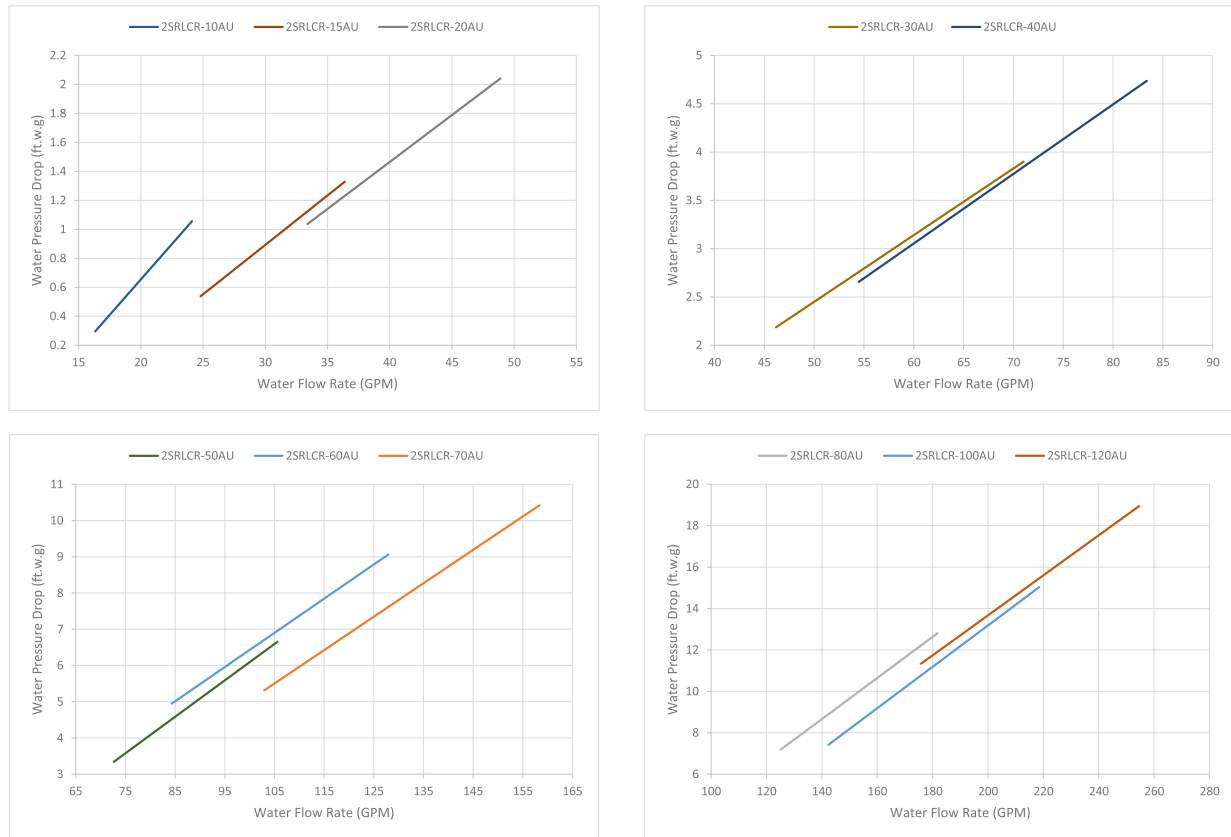 2SRLCR-10AU 2SRLCR-15AU 2SRLCR-20AU
2.2
2
1.8
1.6
1.4
1.2
1
0.8
0.6
0.4
0.2
Water Pressure Drop (ft.w.g)
15 20 25 30 35 40 45 50 55
Water Flow Rate (GPM)
2SRLCR-30AU 2SRLCR-40AU
5
4.5
4
3.5
3
2.5
2
Water Pressure Drop (ft.w.g)
40 45 50 55 60 65 70 75 80 85 90
Water Flow Rate (GPM)
2SRLCR-50AU 2SRLCR-60AU 2SRLCR-70AU
11
10
9
8
7
6
5
4
3
Water Pressure Drop (ft.w.g)
65 75 85 95 105 115 125 135 145 155 165
Water Flow Rate (GPM)
2SRLCR-80AU 2SRLCR-100AU 2SRLCR-120AU
20
18
16
14
12
10
8
6
Water Pressure Drop (ft.w.g)
100 120 140 160 180 200 220 240 260 280
Water Flow Rate (GPM)